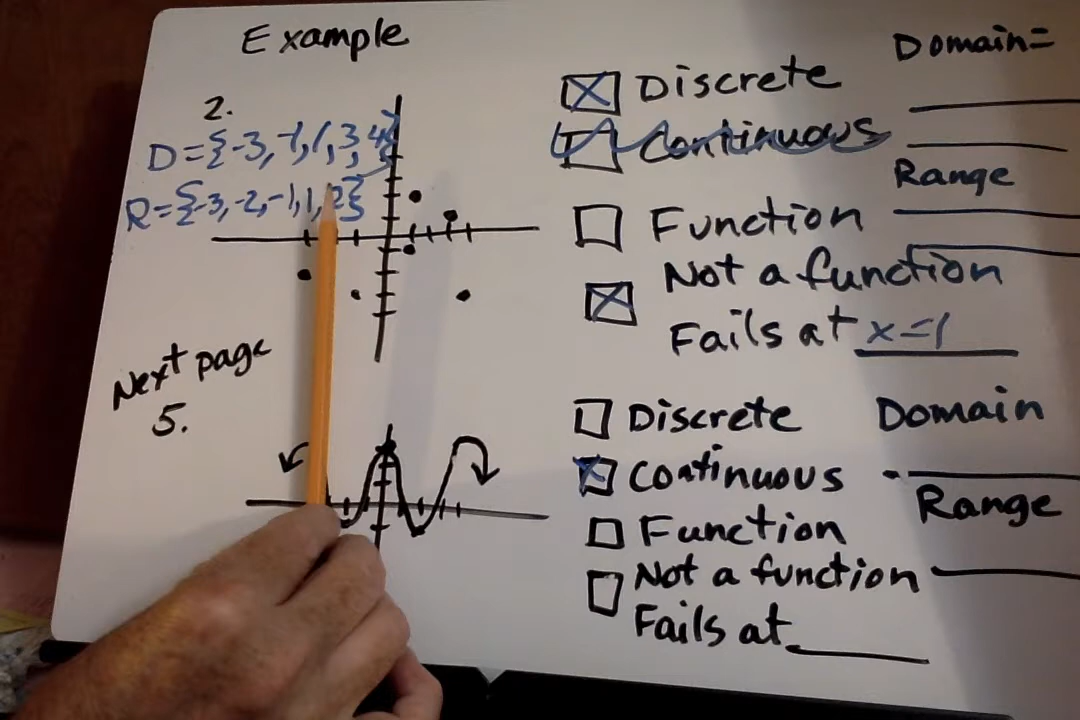 Example
2.
D={-3,-1,1,3,4}
R={-3,-2,-1,1,2}
Domain=
Discrete
Continuous
Range
Function
Not a function
Fails at x=1
Next page
5.
Discrete
Domain
Continuous
Range
Function
Not a function
Fails at